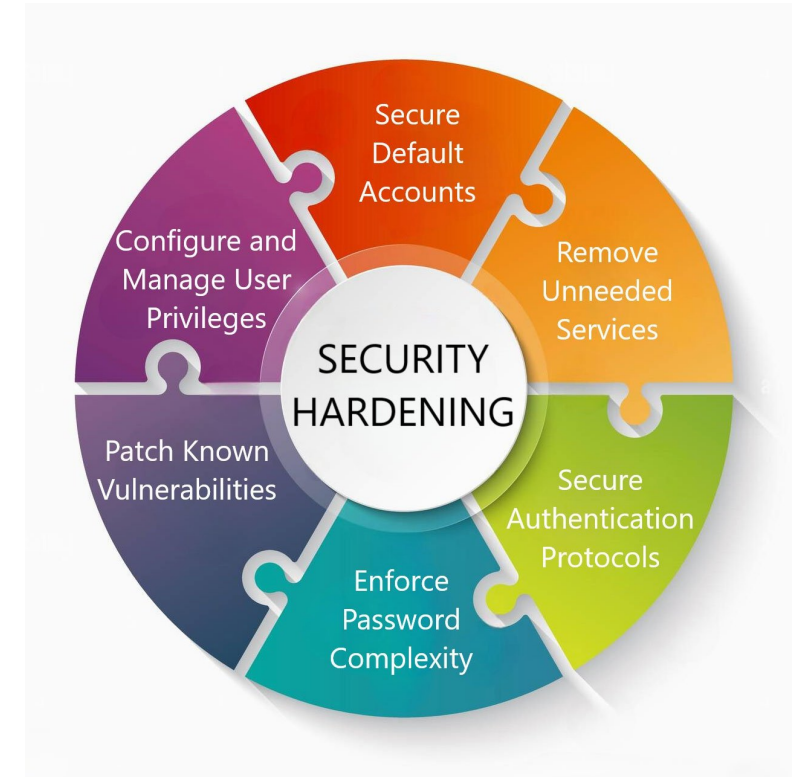 Secure
Default
Accounts
Remove
Unneeded
Services
Secure
Authentication
Protocols
Enforce
Password
Complexity
Patch Known
Vulnerabilities
Configure and
Manage User
Privileges
SECURITY
HARDENING